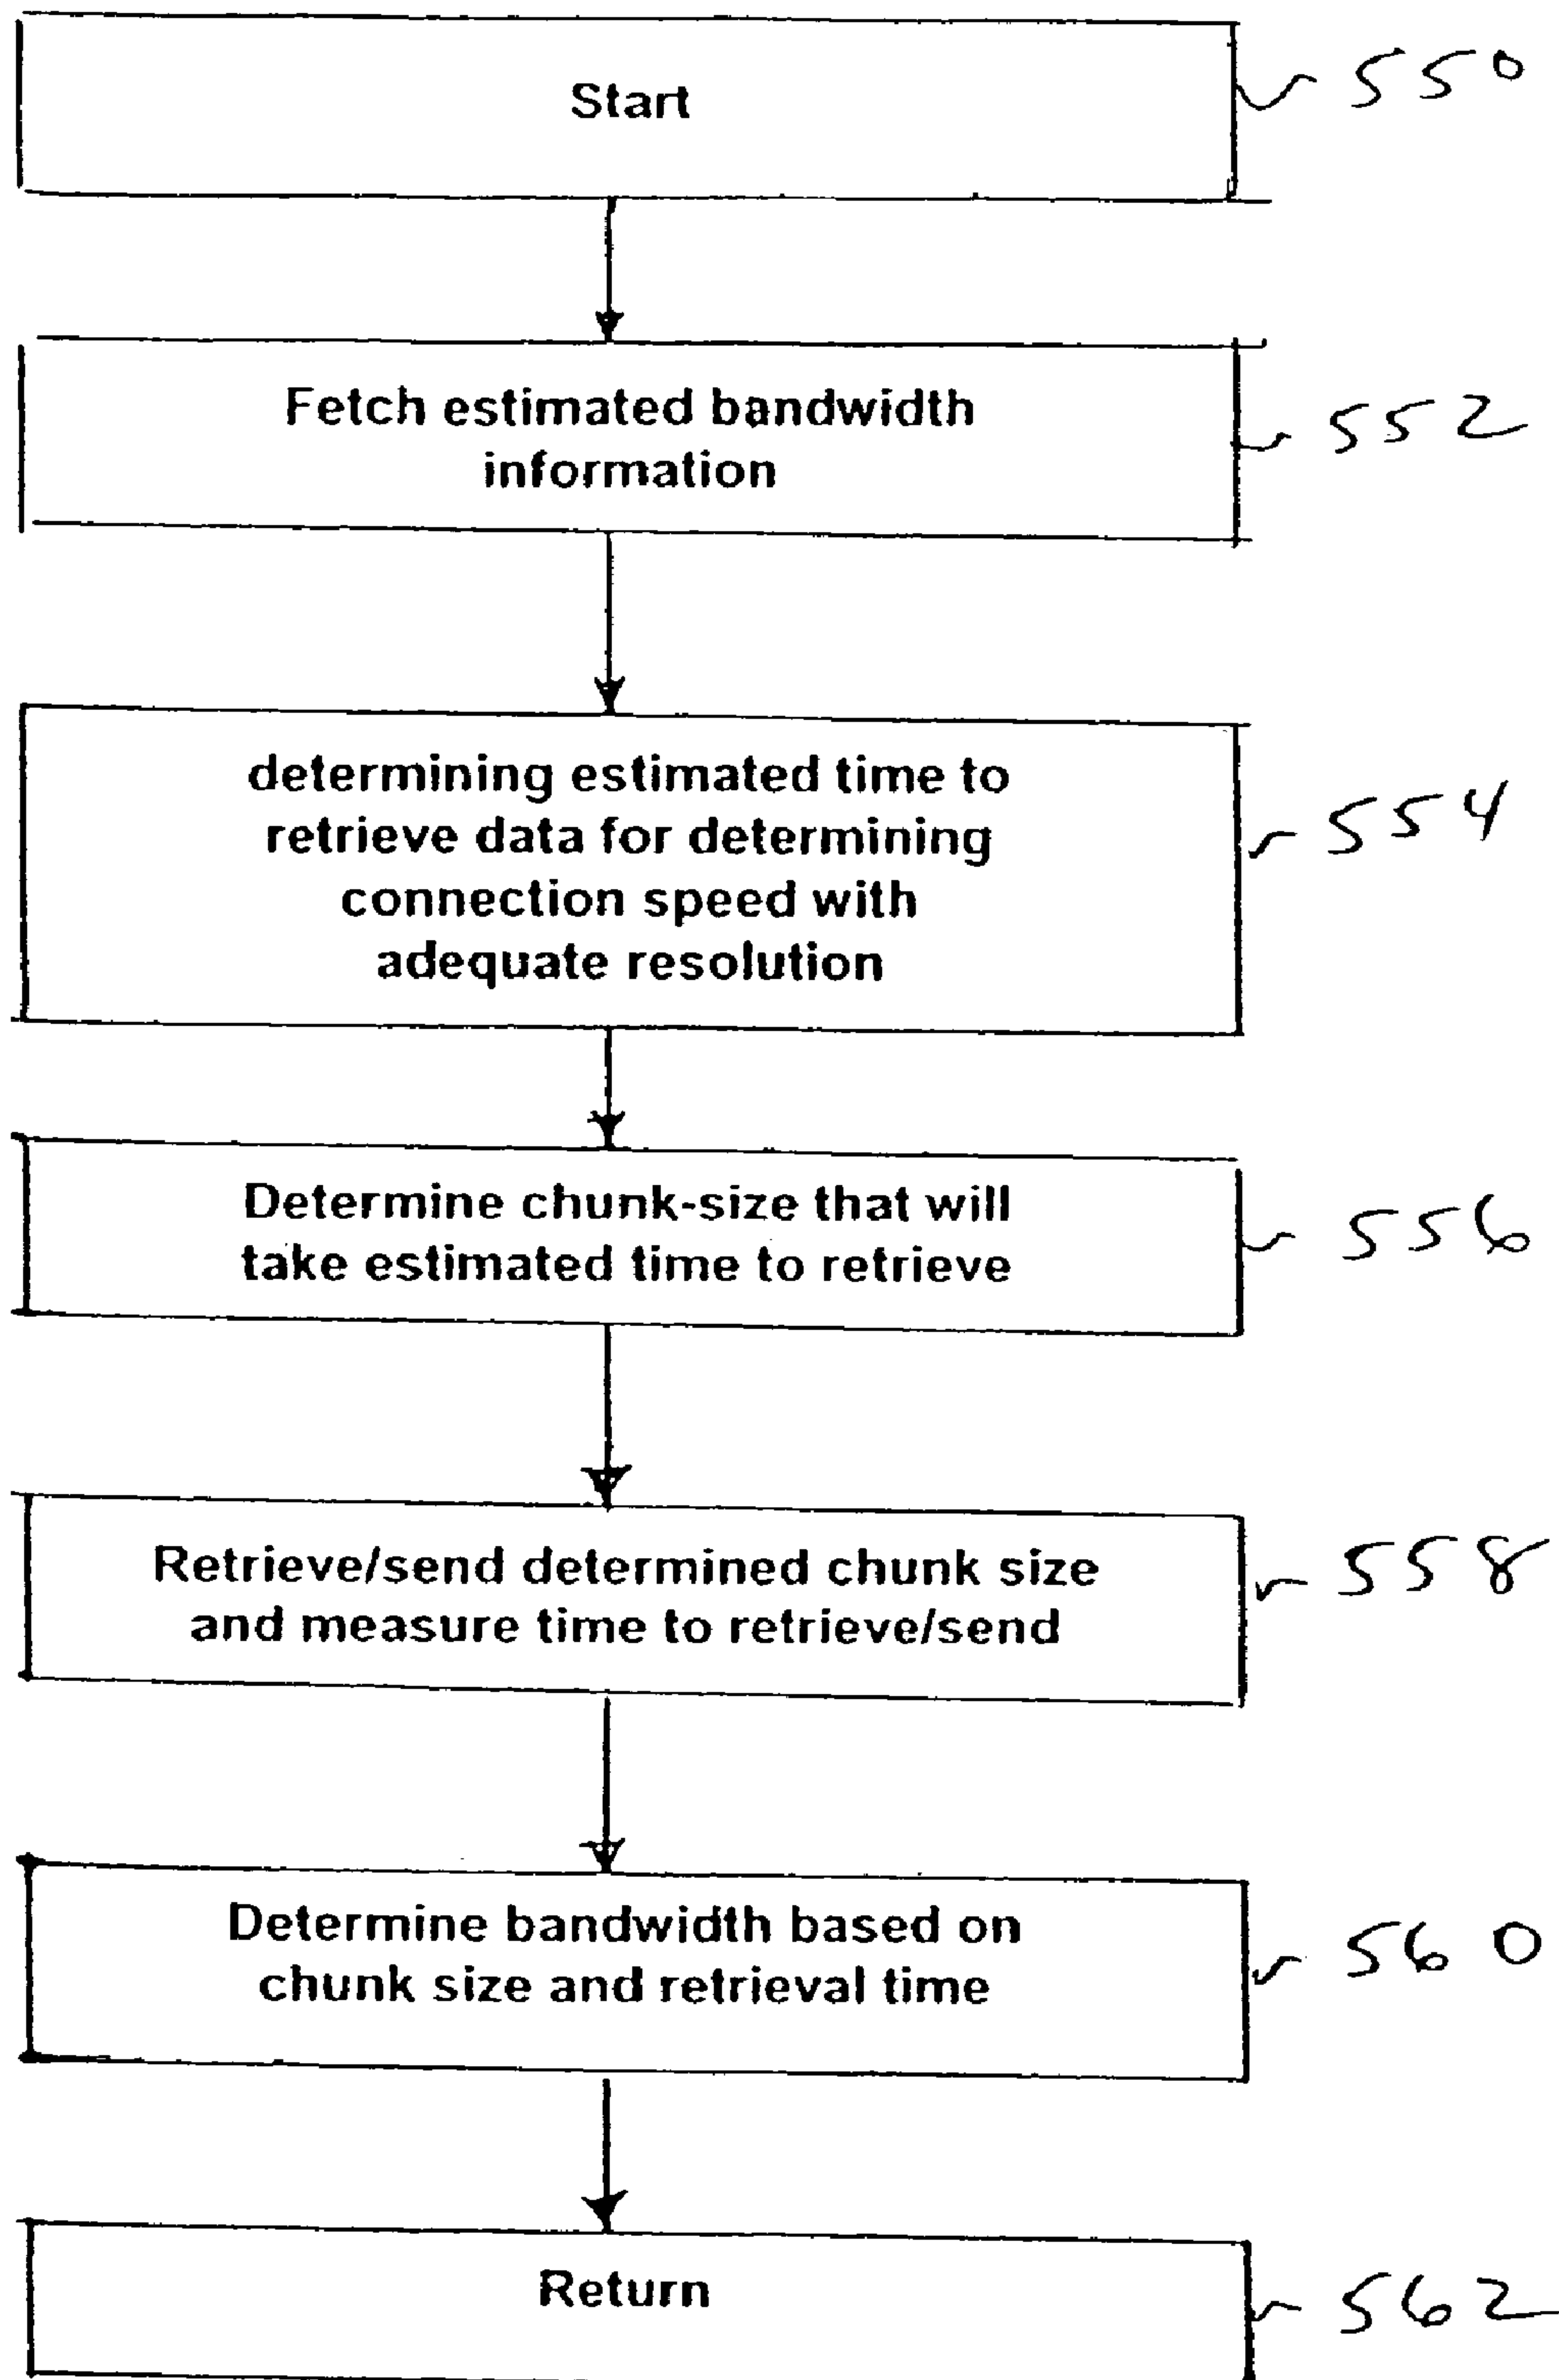 Start
550
Fetch estimated bandwidth
information
552
determining estimated time to
retrieve data for determining
connection speed with
adequate resolution
554
Determine chunk-size that will
take estimated time to retrieve
556
Retrieve/send determined chunk size
and measure time to retrieve/send
558
Determine bandwidth based on
chunk size and retrieval time
560
Return
562